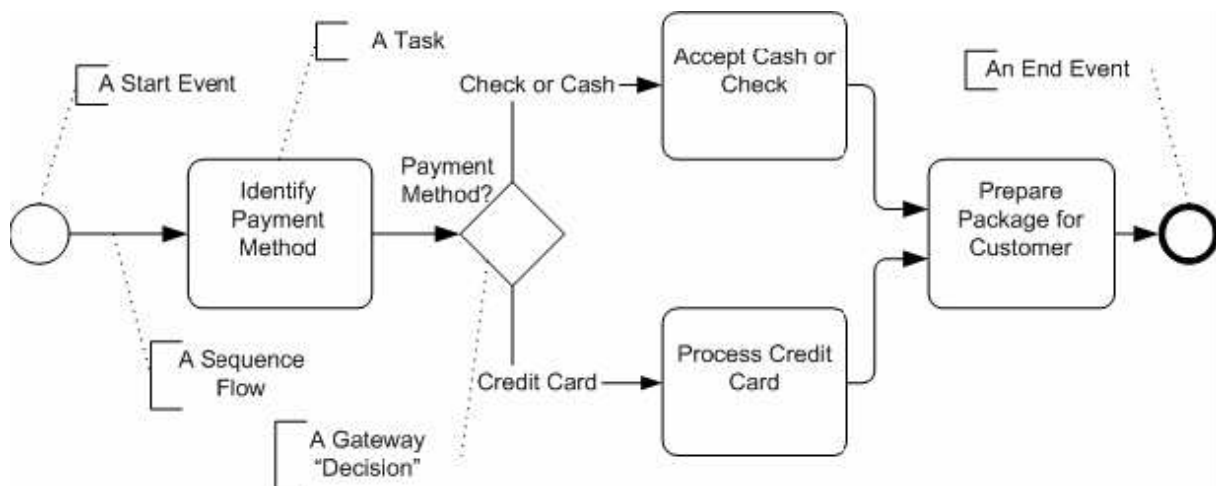 A Start Event
A Task
Check or Cash
Accept Cash or
Check
An End Event
Identify
Payment
Method
Payment
Method?
Prepare
Package for
Customer
A Sequence
Flow
Credit Card
Process Credit
Card
A Gateway
“Decision”